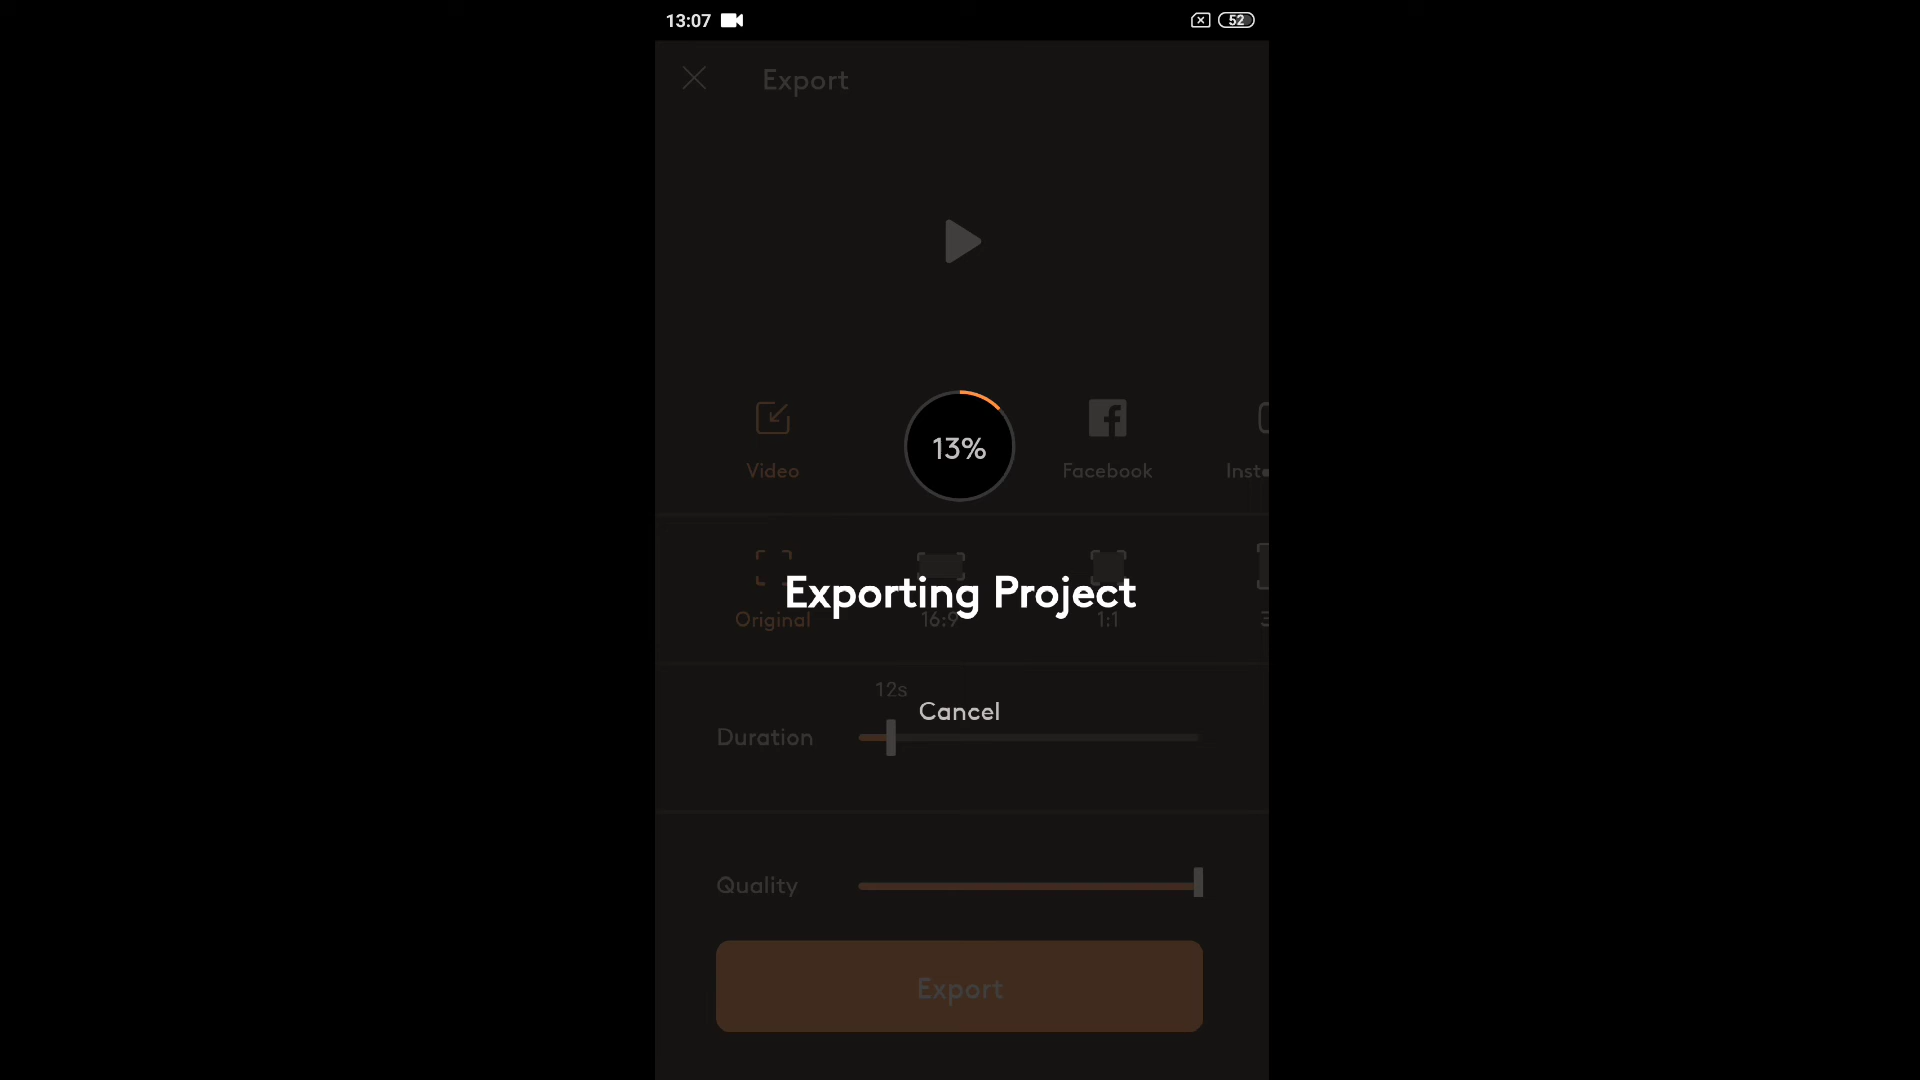 13:07
52
Export
13%
Video
Facebook
Inst
Exporting Project
Original
16:9
1:1
12s
Cancel
Duration
Quality
Export